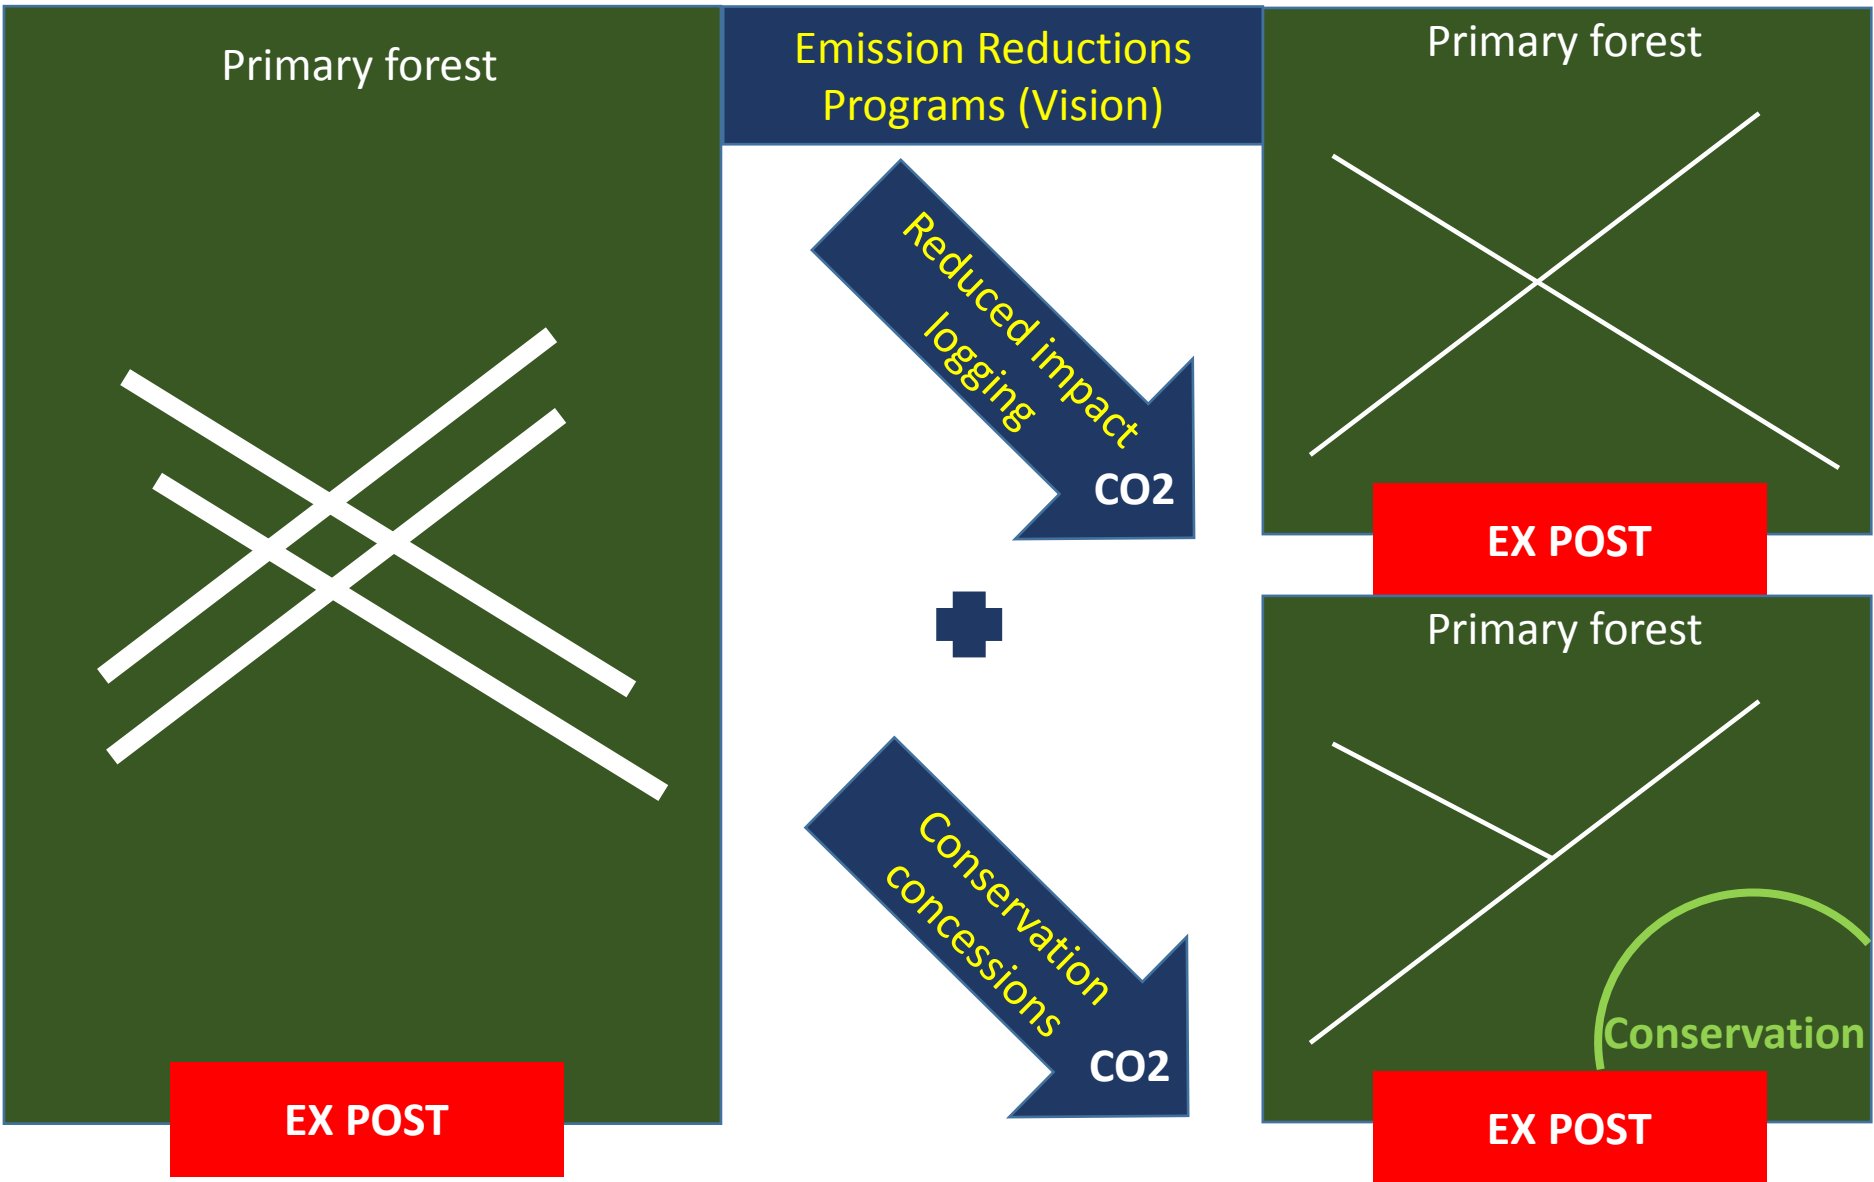 Primary forest
EX POST
Emission Reductions
Programs (Vision)
Reduced impact
logging
CO2
Conservation
concessions
CO2
Primary forest
EX POST
Primary forest
Conservation
EX POST